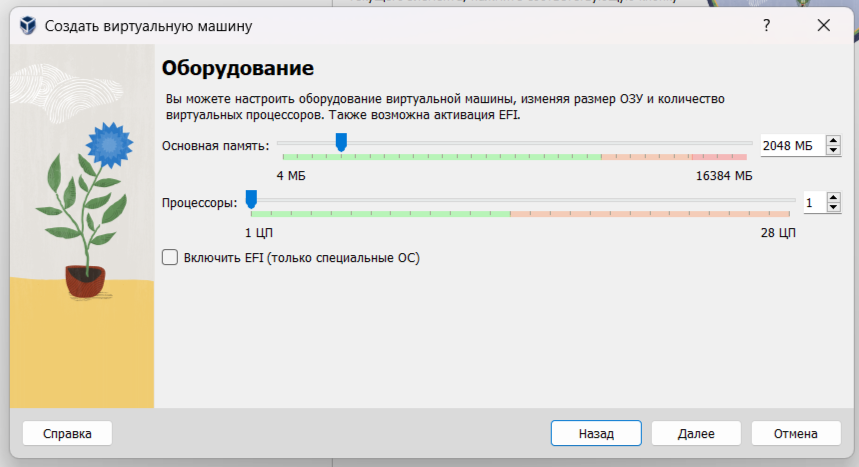 Создать виртуальную машину
?
Оборудование
Вы можете настроить оборудование виртуальной машины, изменяя размер ОЗУ и количество
виртуальных процессоров. Также возможна активация EFI.
Основная память:
2048 МБ
4 МБ
16384 МБ
Процессоры:
1
1 ЦП
28 ЦП
Включить EFI (только специальные ОС)
Справка
Назад
Далее
Отмена